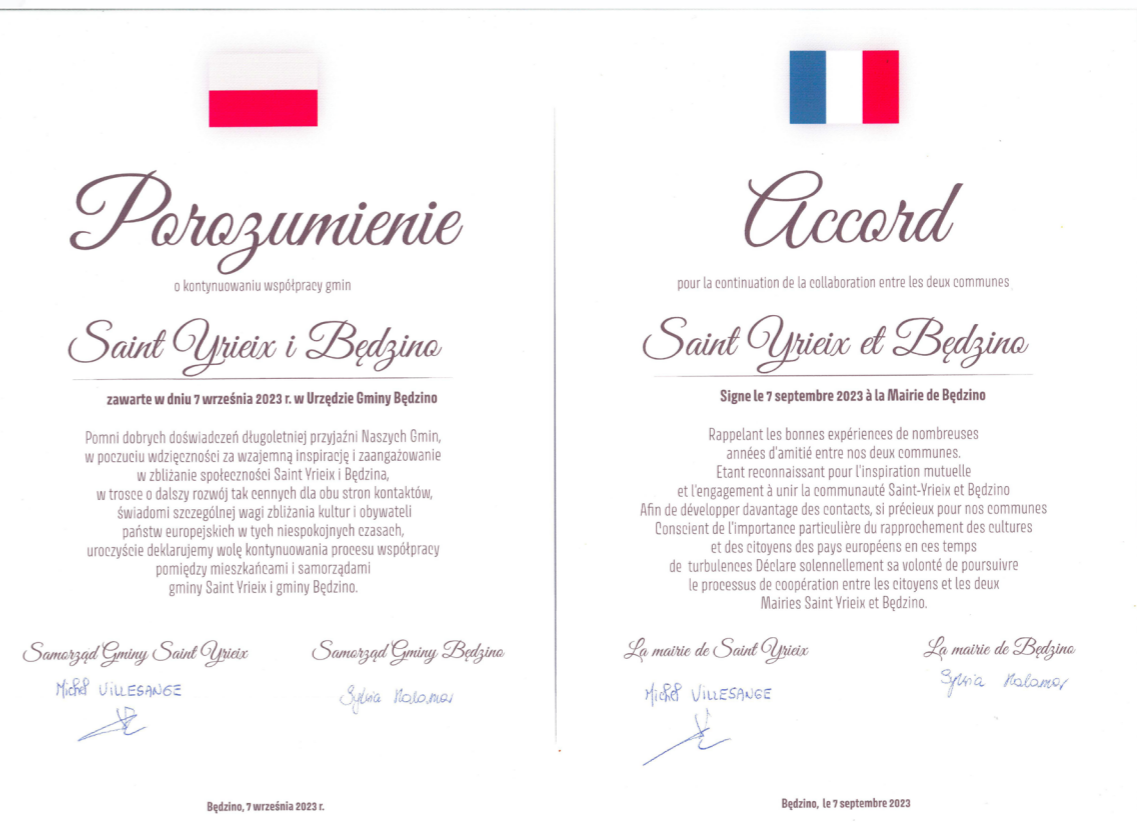 Porozumienie
o kontynuowaniu współpracy gmin
Saint Yrieix i Będzino
zawarte w dniu 7 września 2023 r. w Urzędzie Gminy Będzino
Pomni dobrych doświadczeń długoletniej przyjaźni Naszych Gmin,
w poczuciu wdzięczności za wzajemną inspirację i zaangażowanie
w zbliżanie społeczności Saint Yrieix i Będzina,
w trosce o dalszy rozwój tak cennych dla obu stron kontaktów,
świadomi szczególnej wagi zbliżania kultur i obywateli
państw europejskich w tych niespokojnych czasach,
uroczyście deklarujemy wolę kontynuowania procesu współpracy
pomiędzy mieszkańcami i samorządami
gminy Saint Yrieix i gminy Będzino.
Samorząd Gminy Saint Yrieix
Michel VILLESANGE
Samorząd Gminy Będzino
Sylwia Halama
Będzino, 7 września 2023 r.
Accord
pour la continuation de la collaboration entre les deux communes
Saint Yrieix et Będzino
Signe le 7 septembre 2023 à la Mairie de Będzino
Rappelant les bonnes expériences de nombreuses
années d'amitié entre nos deux communes.
Etant reconnaissant pour l'inspiration mutuelle
et l'engagement à unir la communauté Saint-Yrieix et Będzino
Afin de développer davantage des contacts, si précieux pour nos communes
Conscient de l'importance particulière du rapprochement des cultures
et des citoyens des pays européens en ces temps
de turbulences Déclare solennellement sa volonté de poursuivre
le processus de coopération entre les citoyens et les deux
Mairies Saint Yrieix et Będzino.
La mairie de Saint Yrieix
Michel VILLESANGE
La mairie de Będzino
Sylwia Halama
Będzino, le 7 septembre 2023